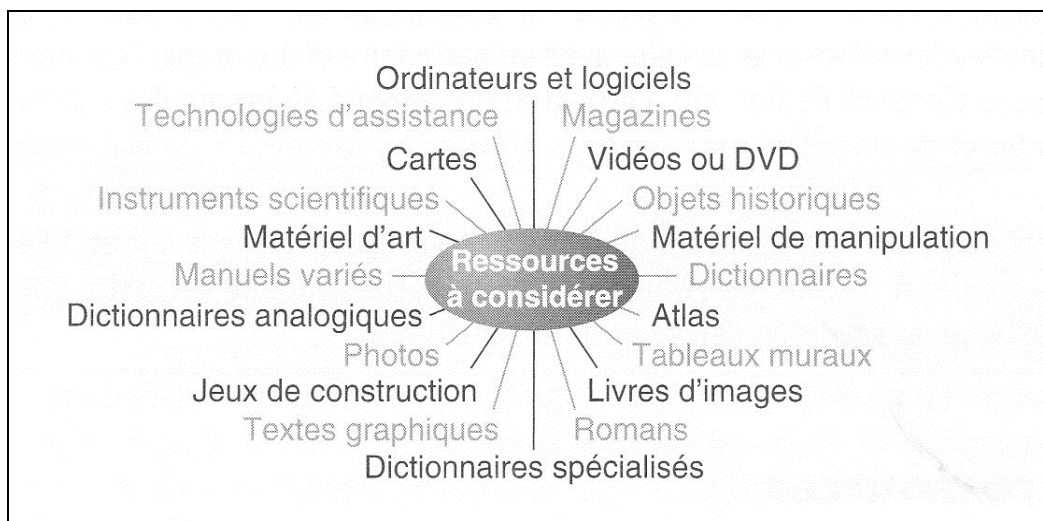 Ordinateurs et logiciels
Technologies d'assistance
Magazines
Cartes
Vidéos ou DVD
Instruments scientifiques
Objets historiques
Matériel d'art
Matériel de manipulation
Ressources
à considérer
Manuels variés
Dictionnaires
Dictionnaires analogiques
Atlas
Photos
Tableaux muraux
Jeux de construction
Livres d'images
Textes graphiques
Romans
Dictionnaires spécialisés